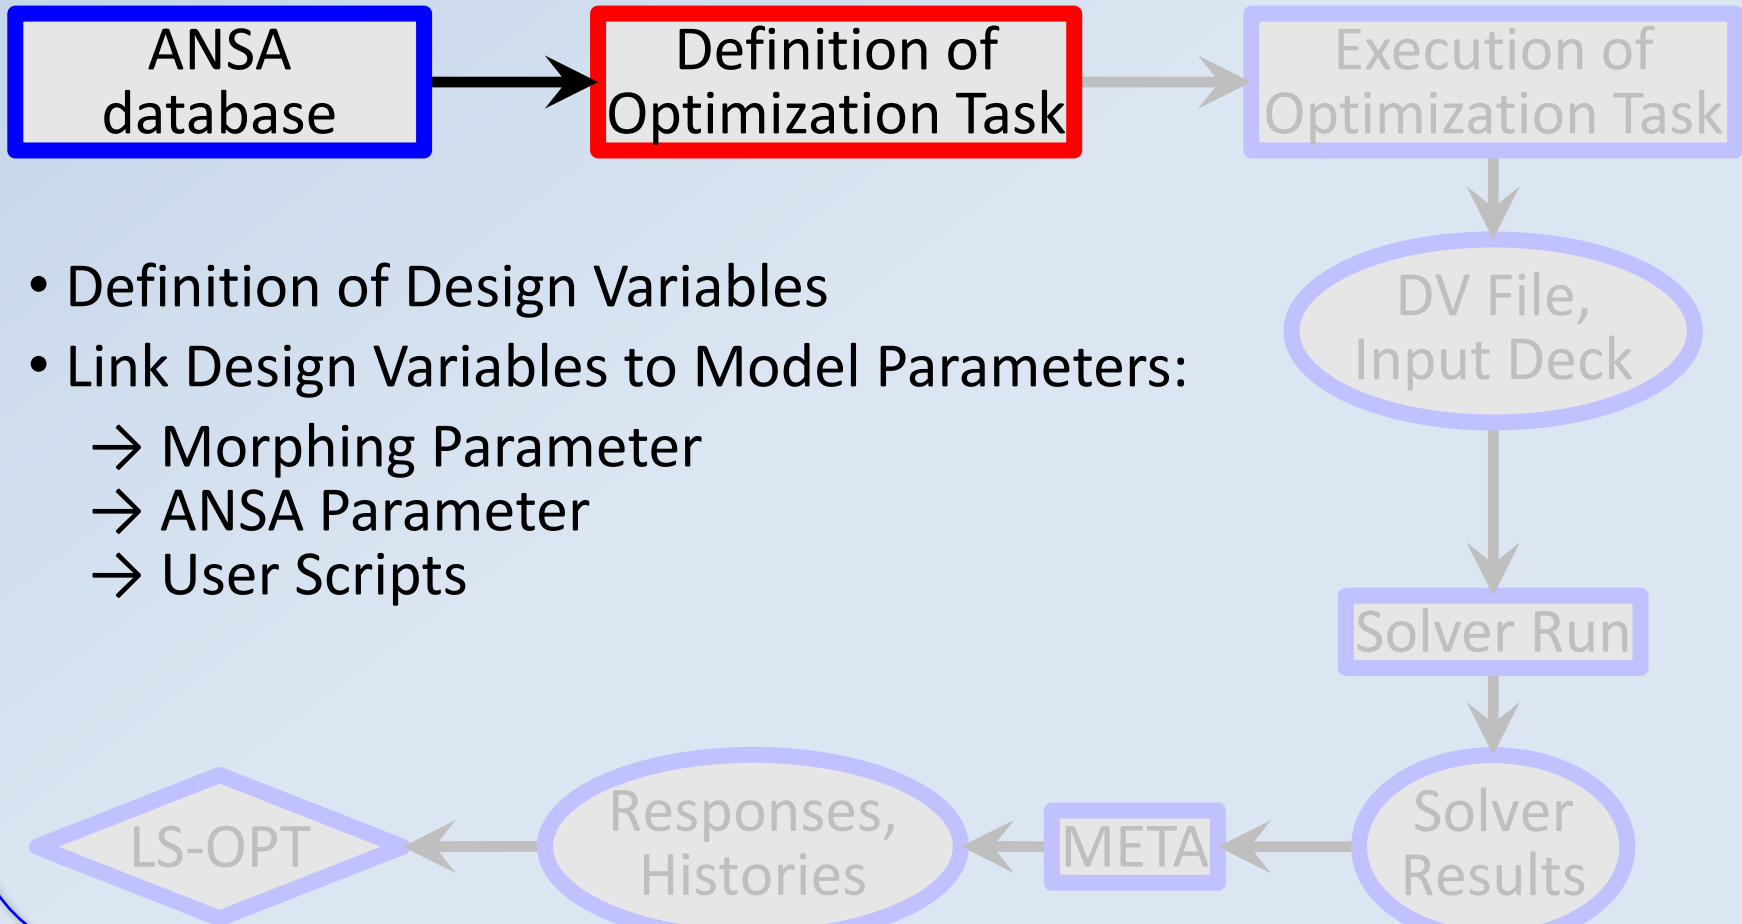 ANSA
database
Definition of
Optimization Task
Execution of
Optimization Task
• Definition of Design Variables
• Link Design Variables to Model Parameters:
→ Morphing Parameter
→ ANSA Parameter
→ User Scripts
DV File,
Input Deck
Solver Run
Solver
Results
META
Responses,
Histories
LS-OPT